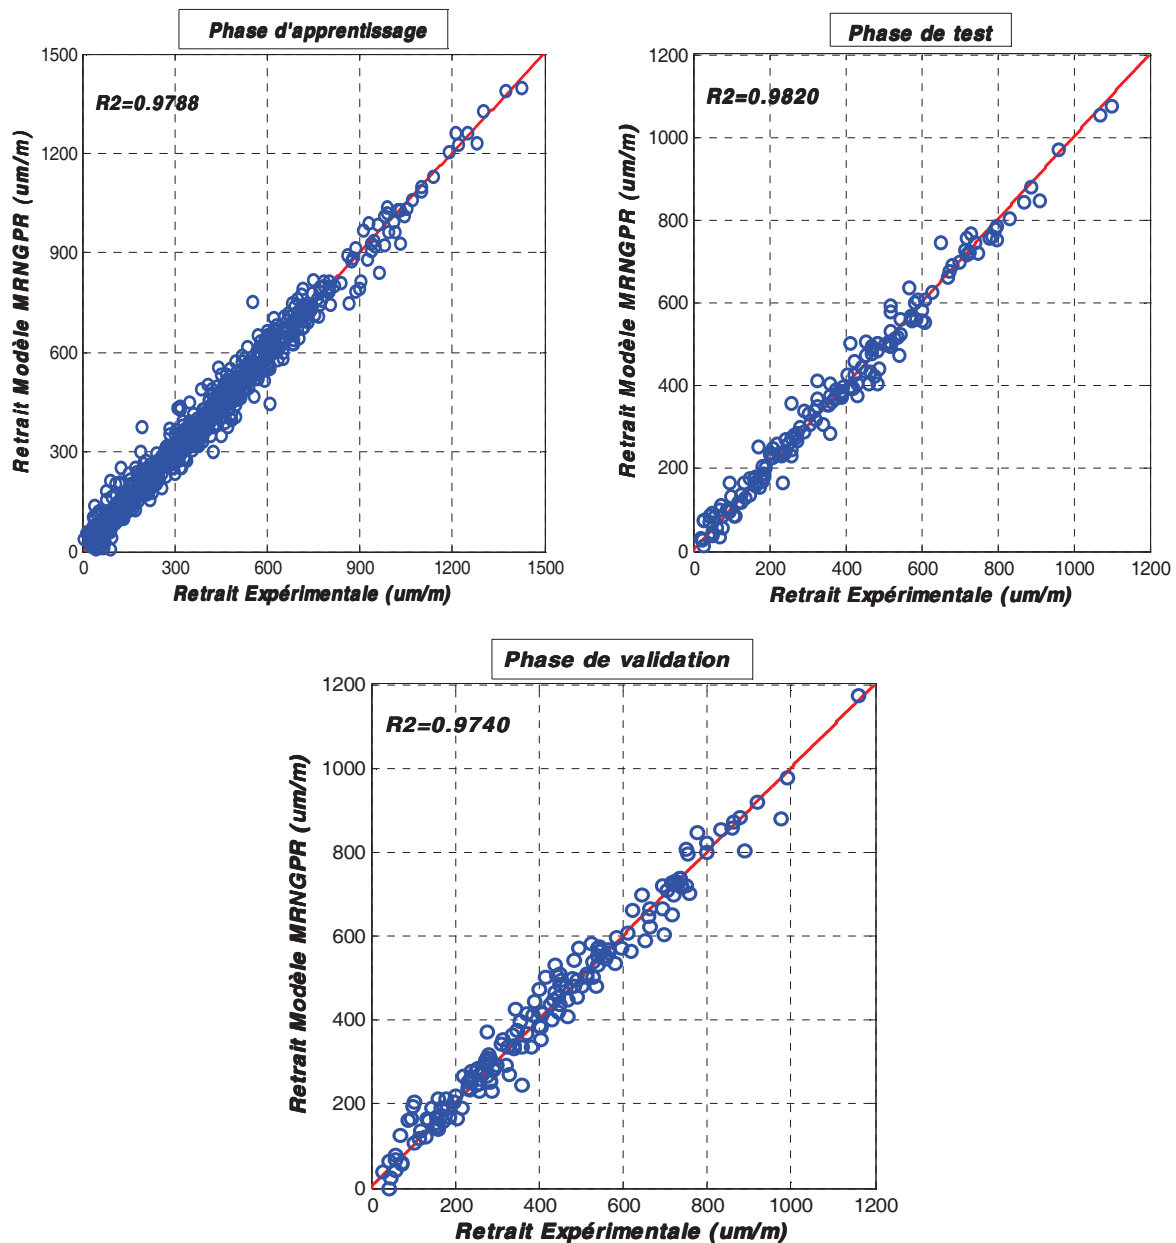 Phase d'apprentissage
R2=0.9788
1500
1200
900
600
300
0
0 300 600 900 1200 1500
Retrait Modèle MRNGPR (um/m)
Retrait Expérimentale (um/m)
Phase de test
R2=0.9820
1200
1000
800
600
400
200
0
0 200 400 600 800 1000 1200
Retrait Modèle MRNGPR (um/m)
Retrait Expérimentale (um/m)
Phase de validation
R2=0.9740
1200
1000
800
600
400
200
0
0 200 400 600 800 1000 1200
Retrait Modèle MRNGPR (um/m)
Retrait Expérimentale (um/m)